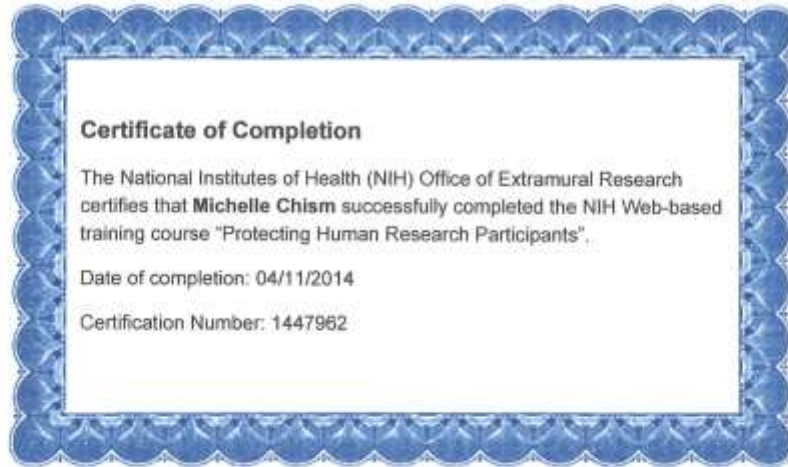 Certificate of Completion
The National Institutes of Health (NIH) Office of Extramural Research
certifies that Michelle Chism successfully completed the NIH Web-based
training course "Protecting Human Research Participants".
Date of completion: 04/11/2014
Certification Number: 1447962